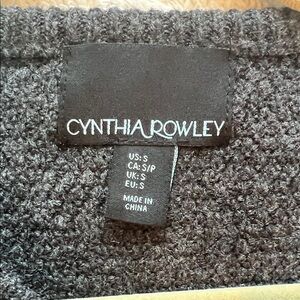 CYNTHIA ROWLEY
US: S
CA: S/P
UK: S
EU: S
MADE IN
CHINA